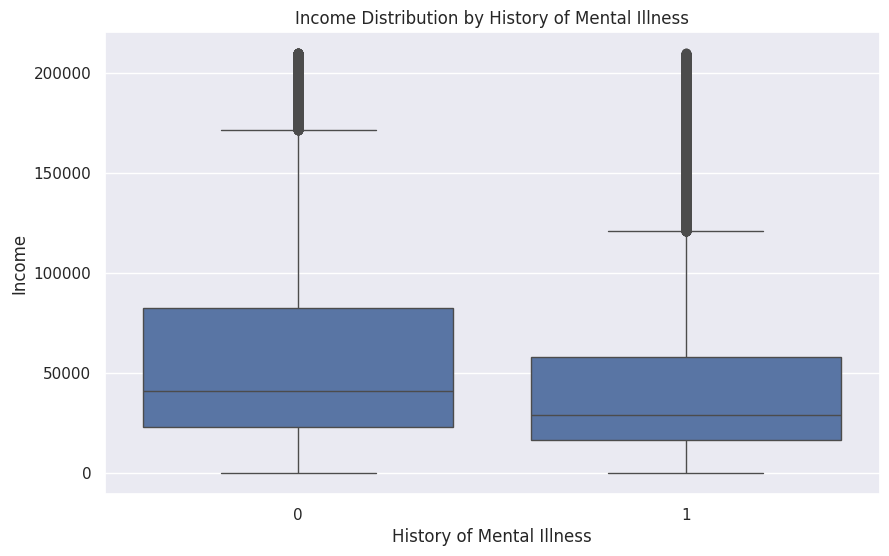 Income Distribution by History of Mental Illness
200000
150000
100000
50000
0
Income
0 1
History of Mental Illness